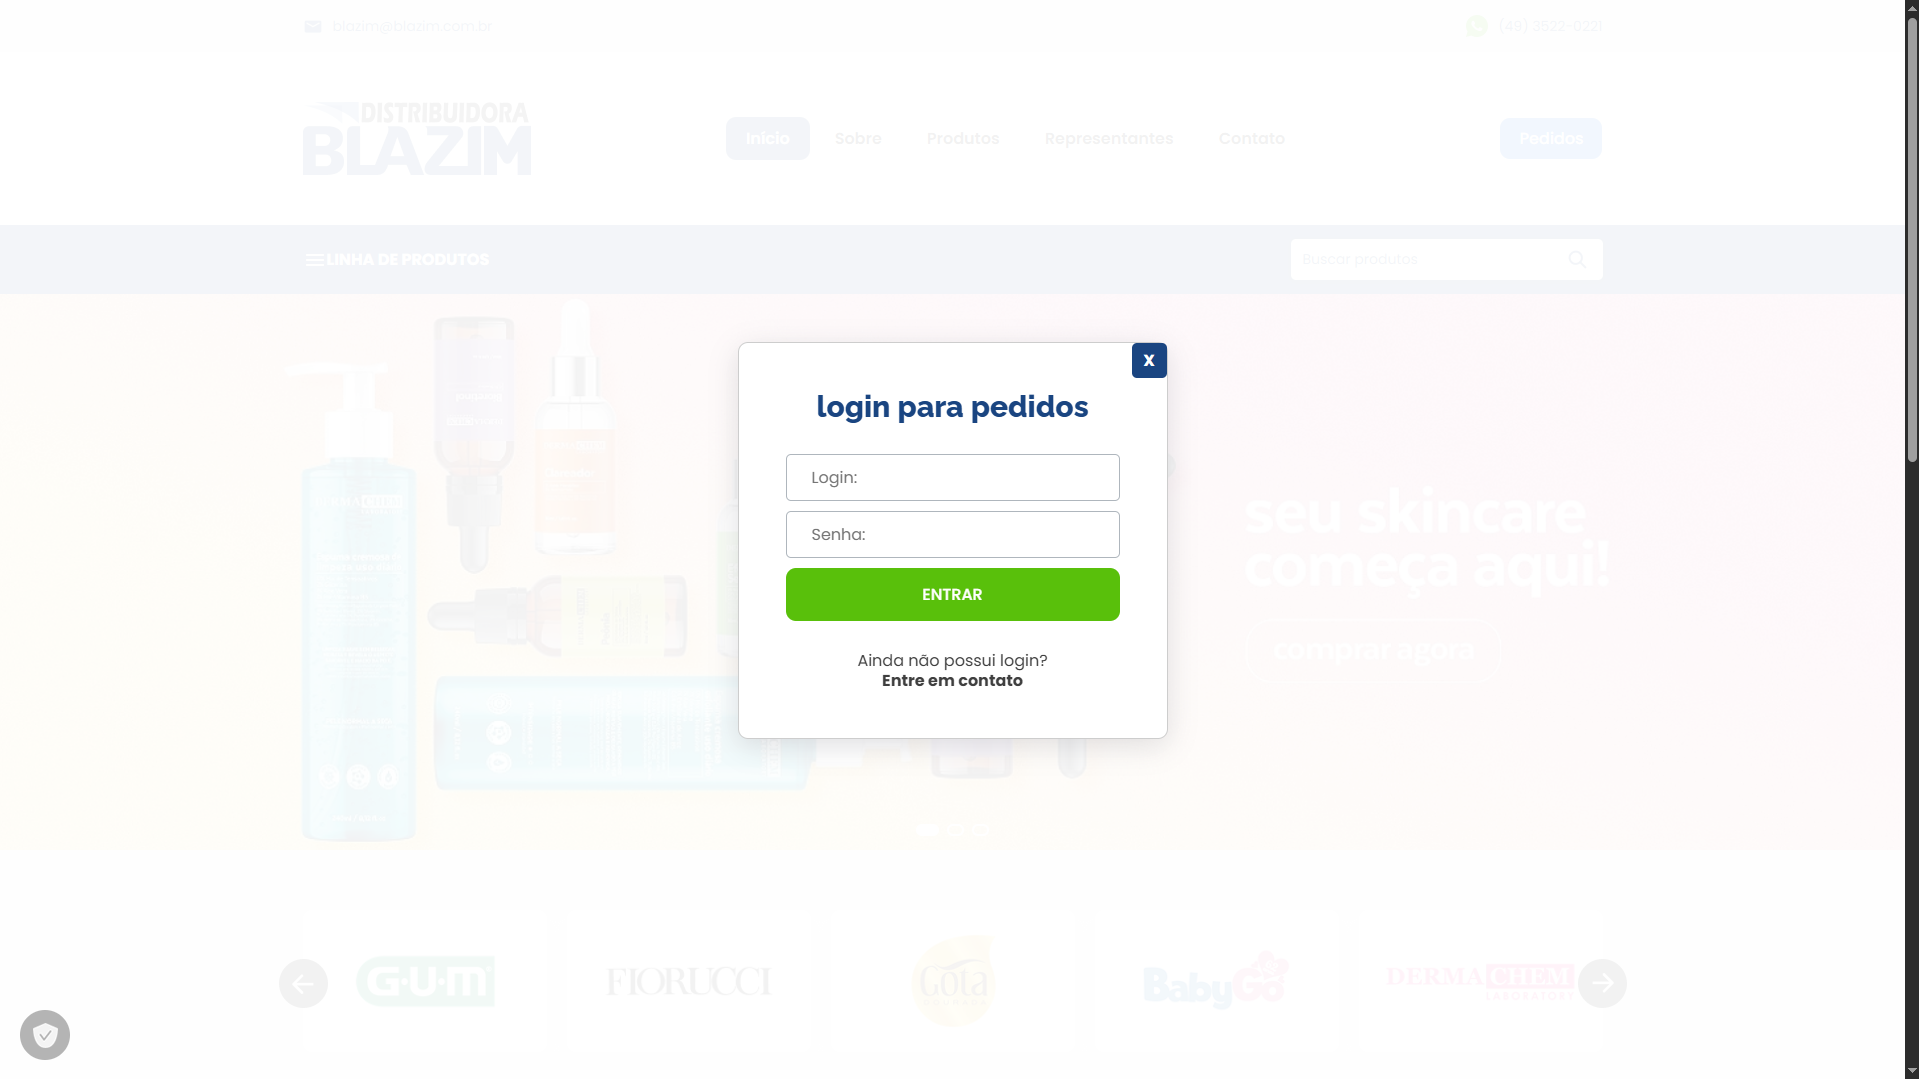 blazim@blazim.com.br
(49) 3522-0221
DISTRIBUIDORA
BLAZIM
Início
Sobre
Produtos
Representantes
Contato
Pedidos
LINHA DE PRODUTOS
Buscar produtos
X
login para pedidos
Login:
Senha:
ENTRAR
Ainda não possui login?
Entre em contato
seu skincare
começa aqui!
comprar agora
G·U·M
FIORUCCI
Gota
BabyGo
DERMACHEM
LABORATORY